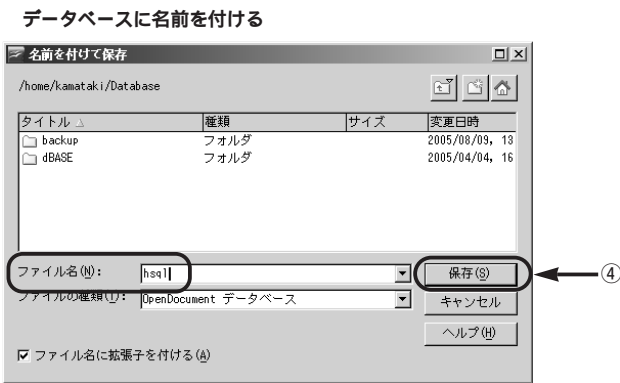 データベースに名前を付ける
名前を付けて保存
/home/kamataki/Database
タイトル 種類 サイズ 変更日時
backup フォルダ 2005/08/09, 13
dBASE フォルダ 2005/04/04, 16
ファイル名(N): hsql 保存(S) ④
ファイルの種類(T): OpenDocument データベース キャンセル
ヘルプ(H)
ファイル名に拡張子を付ける(A)